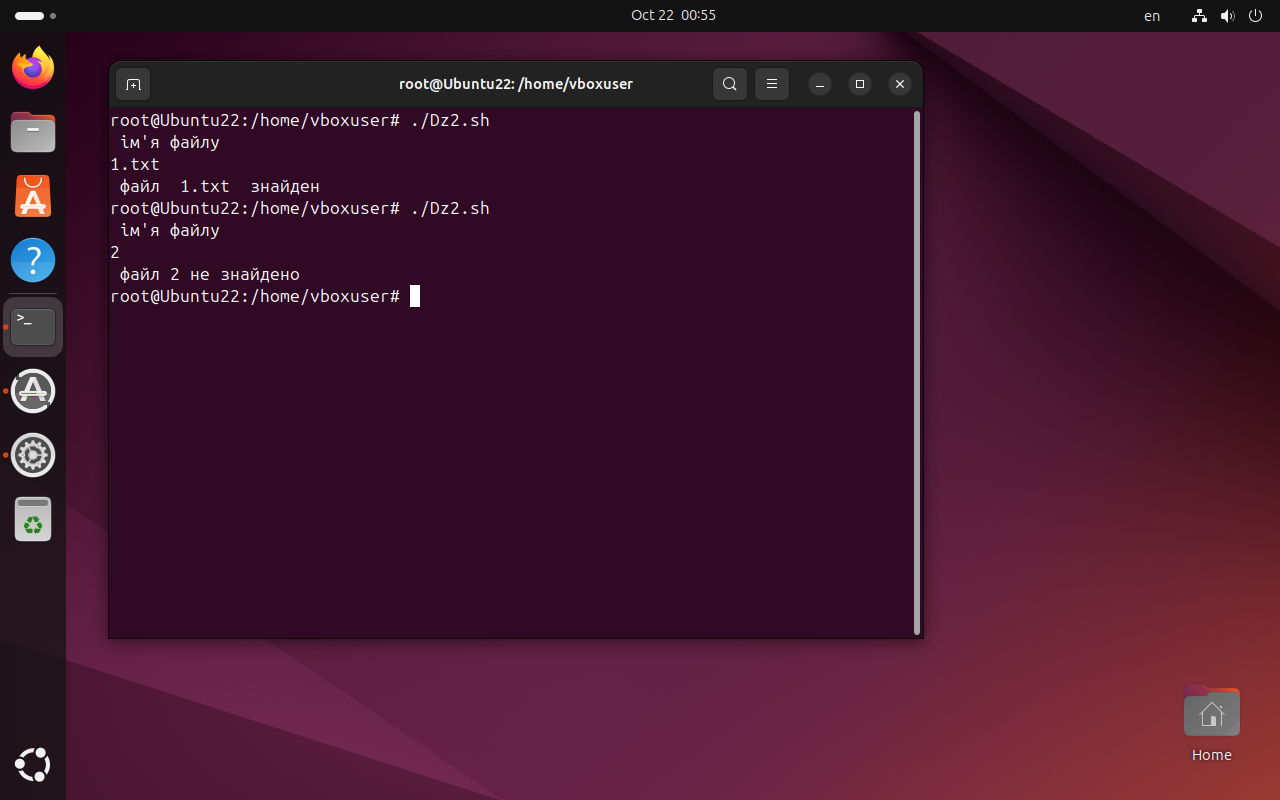 Oct 22 00:55
en
root@Ubuntu22: /home/vboxuser
root@Ubuntu22:/home/vboxuser# ./Dz2.sh
ім'я файлу
1.txt
файл  1.txt  знайден
root@Ubuntu22:/home/vboxuser# ./Dz2.sh
ім'я файлу
2
файл 2 не знайдено
root@Ubuntu22:/home/vboxuser#
Home